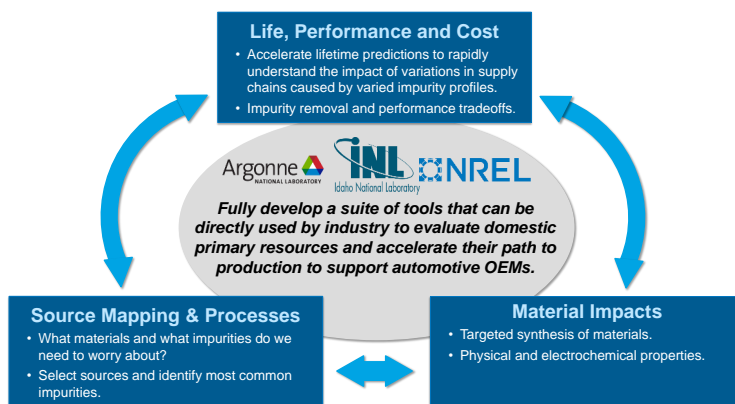 Life, Performance and Cost
• Accelerate lifetime predictions to rapidly
understand the impact of variations in supply
chains caused by varied impurity profiles.
• Impurity removal and performance tradeoffs.
Argonne
NATIONAL LABORATORY
INL
Idaho National Laboratory
NREL
Fully develop a suite of tools that can be
directly used by industry to evaluate domestic
primary resources and accelerate their path to
production to support automotive OEMs.
Source Mapping & Processes
• What materials and what impurities do we
need to worry about?
• Select sources and identify most common
impurities.
Material Impacts
• Targeted synthesis of materials.
• Physical and electrochemical properties.